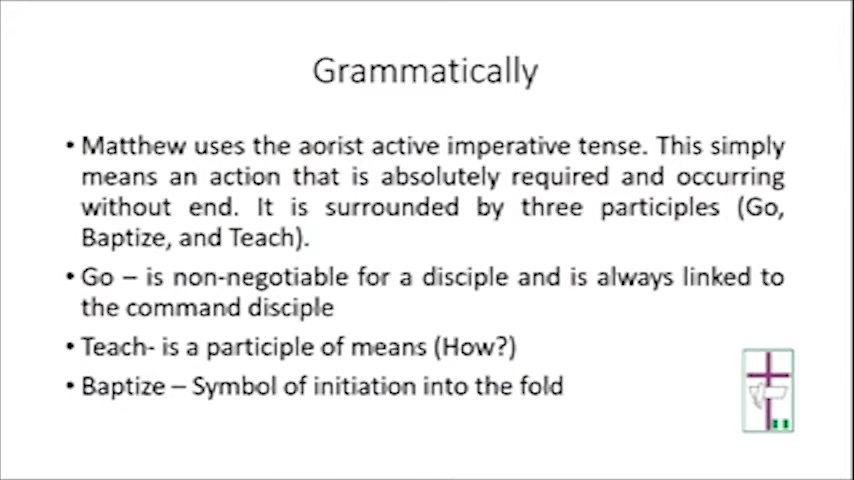 Grammatically
• Matthew uses the aorist active imperative tense. This simply
means an action that is absolutely required and occurring
without end. It is surrounded by three participles (Go,
Baptize, and Teach).
• Go – is non-negotiable for a disciple and is always linked to
the command disciple
• Teach- is a participle of means (How?)
• Baptize – Symbol of initiation into the fold